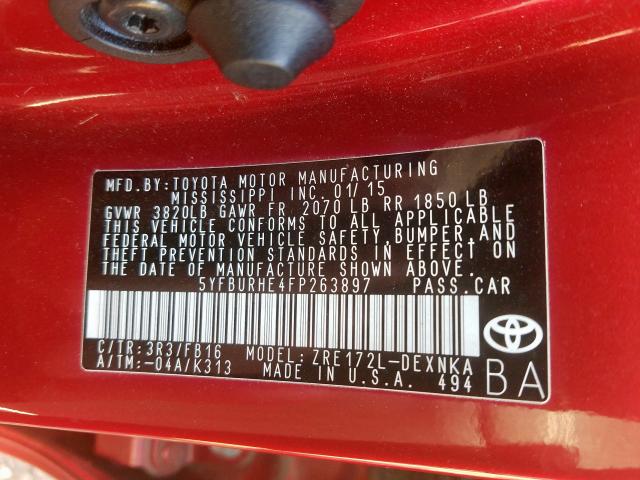 MFD.BY:TOYOTA MOTOR MANUFACTURING
MISSISSIPPI INC. 01/15
GVWR 3820LB GAWR FR 2070 LB RR 1850 LB
THIS VEHICLE CONFORMS TO ALL APPLICABLE
FEDERAL MOTOR VEHICLE SAFETY,BUMPER,AND
THEFT PREVENTION STANDARDS IN EFFECT ON
THE DATE OF MANUFACTURE SHOWN ABOVE.
5YFBURHE4FP263897 PASS.CAR
C/TR:3R3/FB16 MODEL: ZRE172L-DEXNKA
A/TM:-04A/K313 MADE IN U.S.A. 494
BA